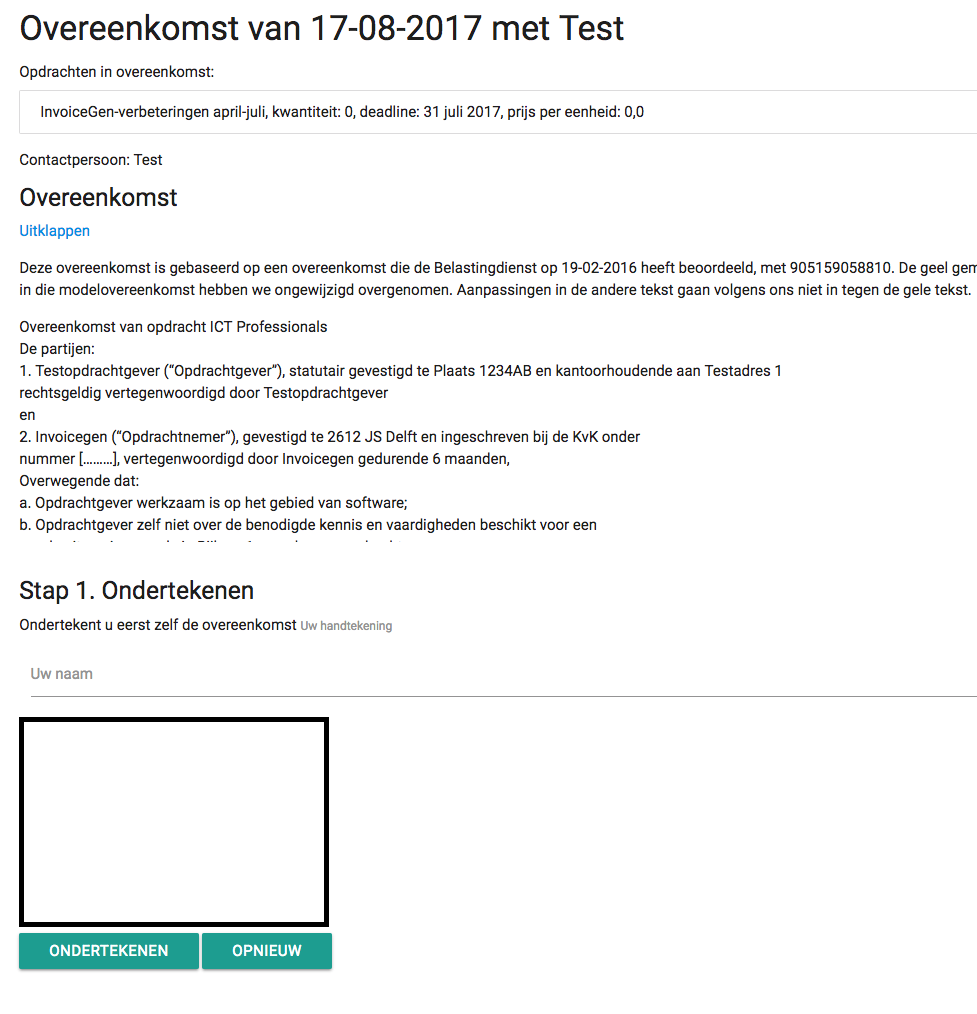 Overeenkomst van 17-08-2017 met Test
Opdrachten in overeenkomst:
InvoiceGen-verbeteringen april-juli, kwantiteit: 0, deadline: 31 juli 2017, prijs per eenheid: 0,0
Contactpersoon: Test
Overeenkomst
Uitklappen
Deze overeenkomst is gebaseerd op een overeenkomst die de Belastingdienst op 19-02-2016 heeft beoordeeld, met 905159058810. De geel gem
in die modelovereenkomst hebben we ongewijzigd overgenomen. Aanpassingen in de andere tekst gaan volgens ons niet in tegen de gele tekst.
Overeenkomst van opdracht ICT Professionals
De partijen:
1. Testopdrachtgever (“Opdrachtgever”), statutair gevestigd te Plaats 1234AB en kantoorhoudende aan Testadres 1
rechtsgeldig vertegenwoordigd door Testopdrachtgever
en
2. Invoicegen (“Opdrachtnemer”), gevestigd te 2612 JS Delft en ingeschreven bij de KvK onder
nummer [………], vertegenwoordigd door Invoicegen gedurende 6 maanden,
Overwegende dat:
a. Opdrachtgever werkzaam is op het gebied van software;
b. Opdrachtgever zelf niet over de benodigde kennis en vaardigheden beschikt voor een
Stap 1. Ondertekenen
Ondertekent u eerst zelf de overeenkomst Uw handtekening
Uw naam
ONDERTEKENEN OPNIEUW